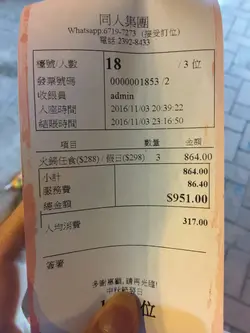 同人集團
Whatsapp.6719-7273 (接受訂位)
電話:2392-8433
檯號/人數 18 / 3 位
發票號碼 0000001853 /2
收銀員 admin
入座時間 2016/11/03 20:39:22
結賬時間 2016/11/03 23:16:50
項目 數量 金額
火鍋任食($288) / 假日($298) 3 864.00
小計 864.00
服務費 86.40
總金額 $951.00
人均消費 317.00
簽署
多謝惠顧,請再光臨!
位